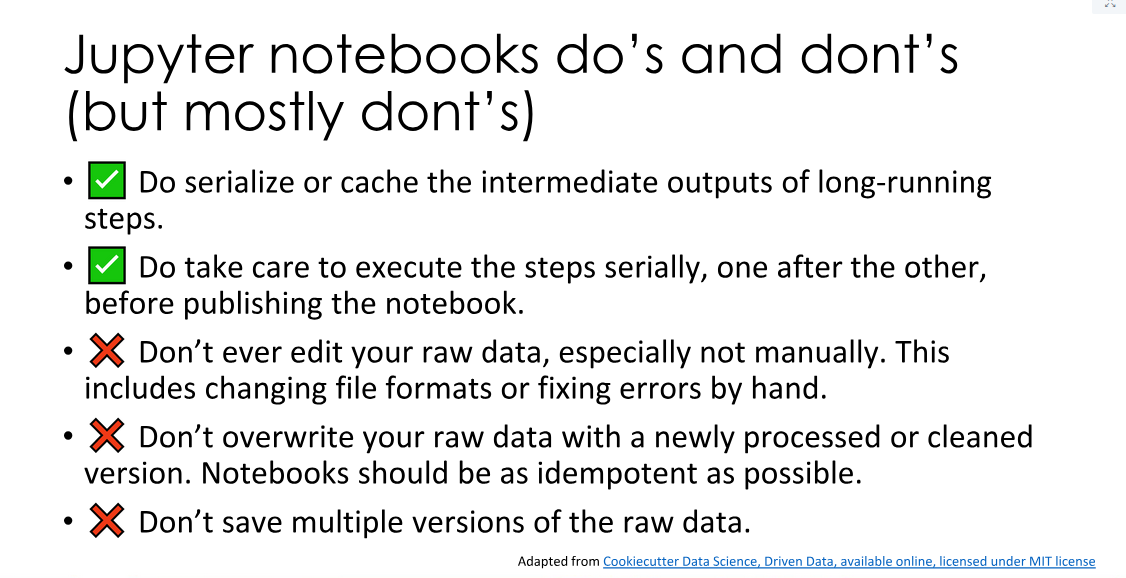 Jupyter notebooks do’s and dont’s
(but mostly dont’s)
• ✅ Do serialize or cache the intermediate outputs of long-running
steps.
• ✅ Do take care to execute the steps serially, one after the other,
before publishing the notebook.
• ❌ Don’t ever edit your raw data, especially not manually. This
includes changing file formats or fixing errors by hand.
• ❌ Don’t overwrite your raw data with a newly processed or cleaned
version. Notebooks should be as idempotent as possible.
• ❌ Don’t save multiple versions of the raw data.
Adapted from Cookiecutter Data Science, Driven Data, available online, licensed under MIT license